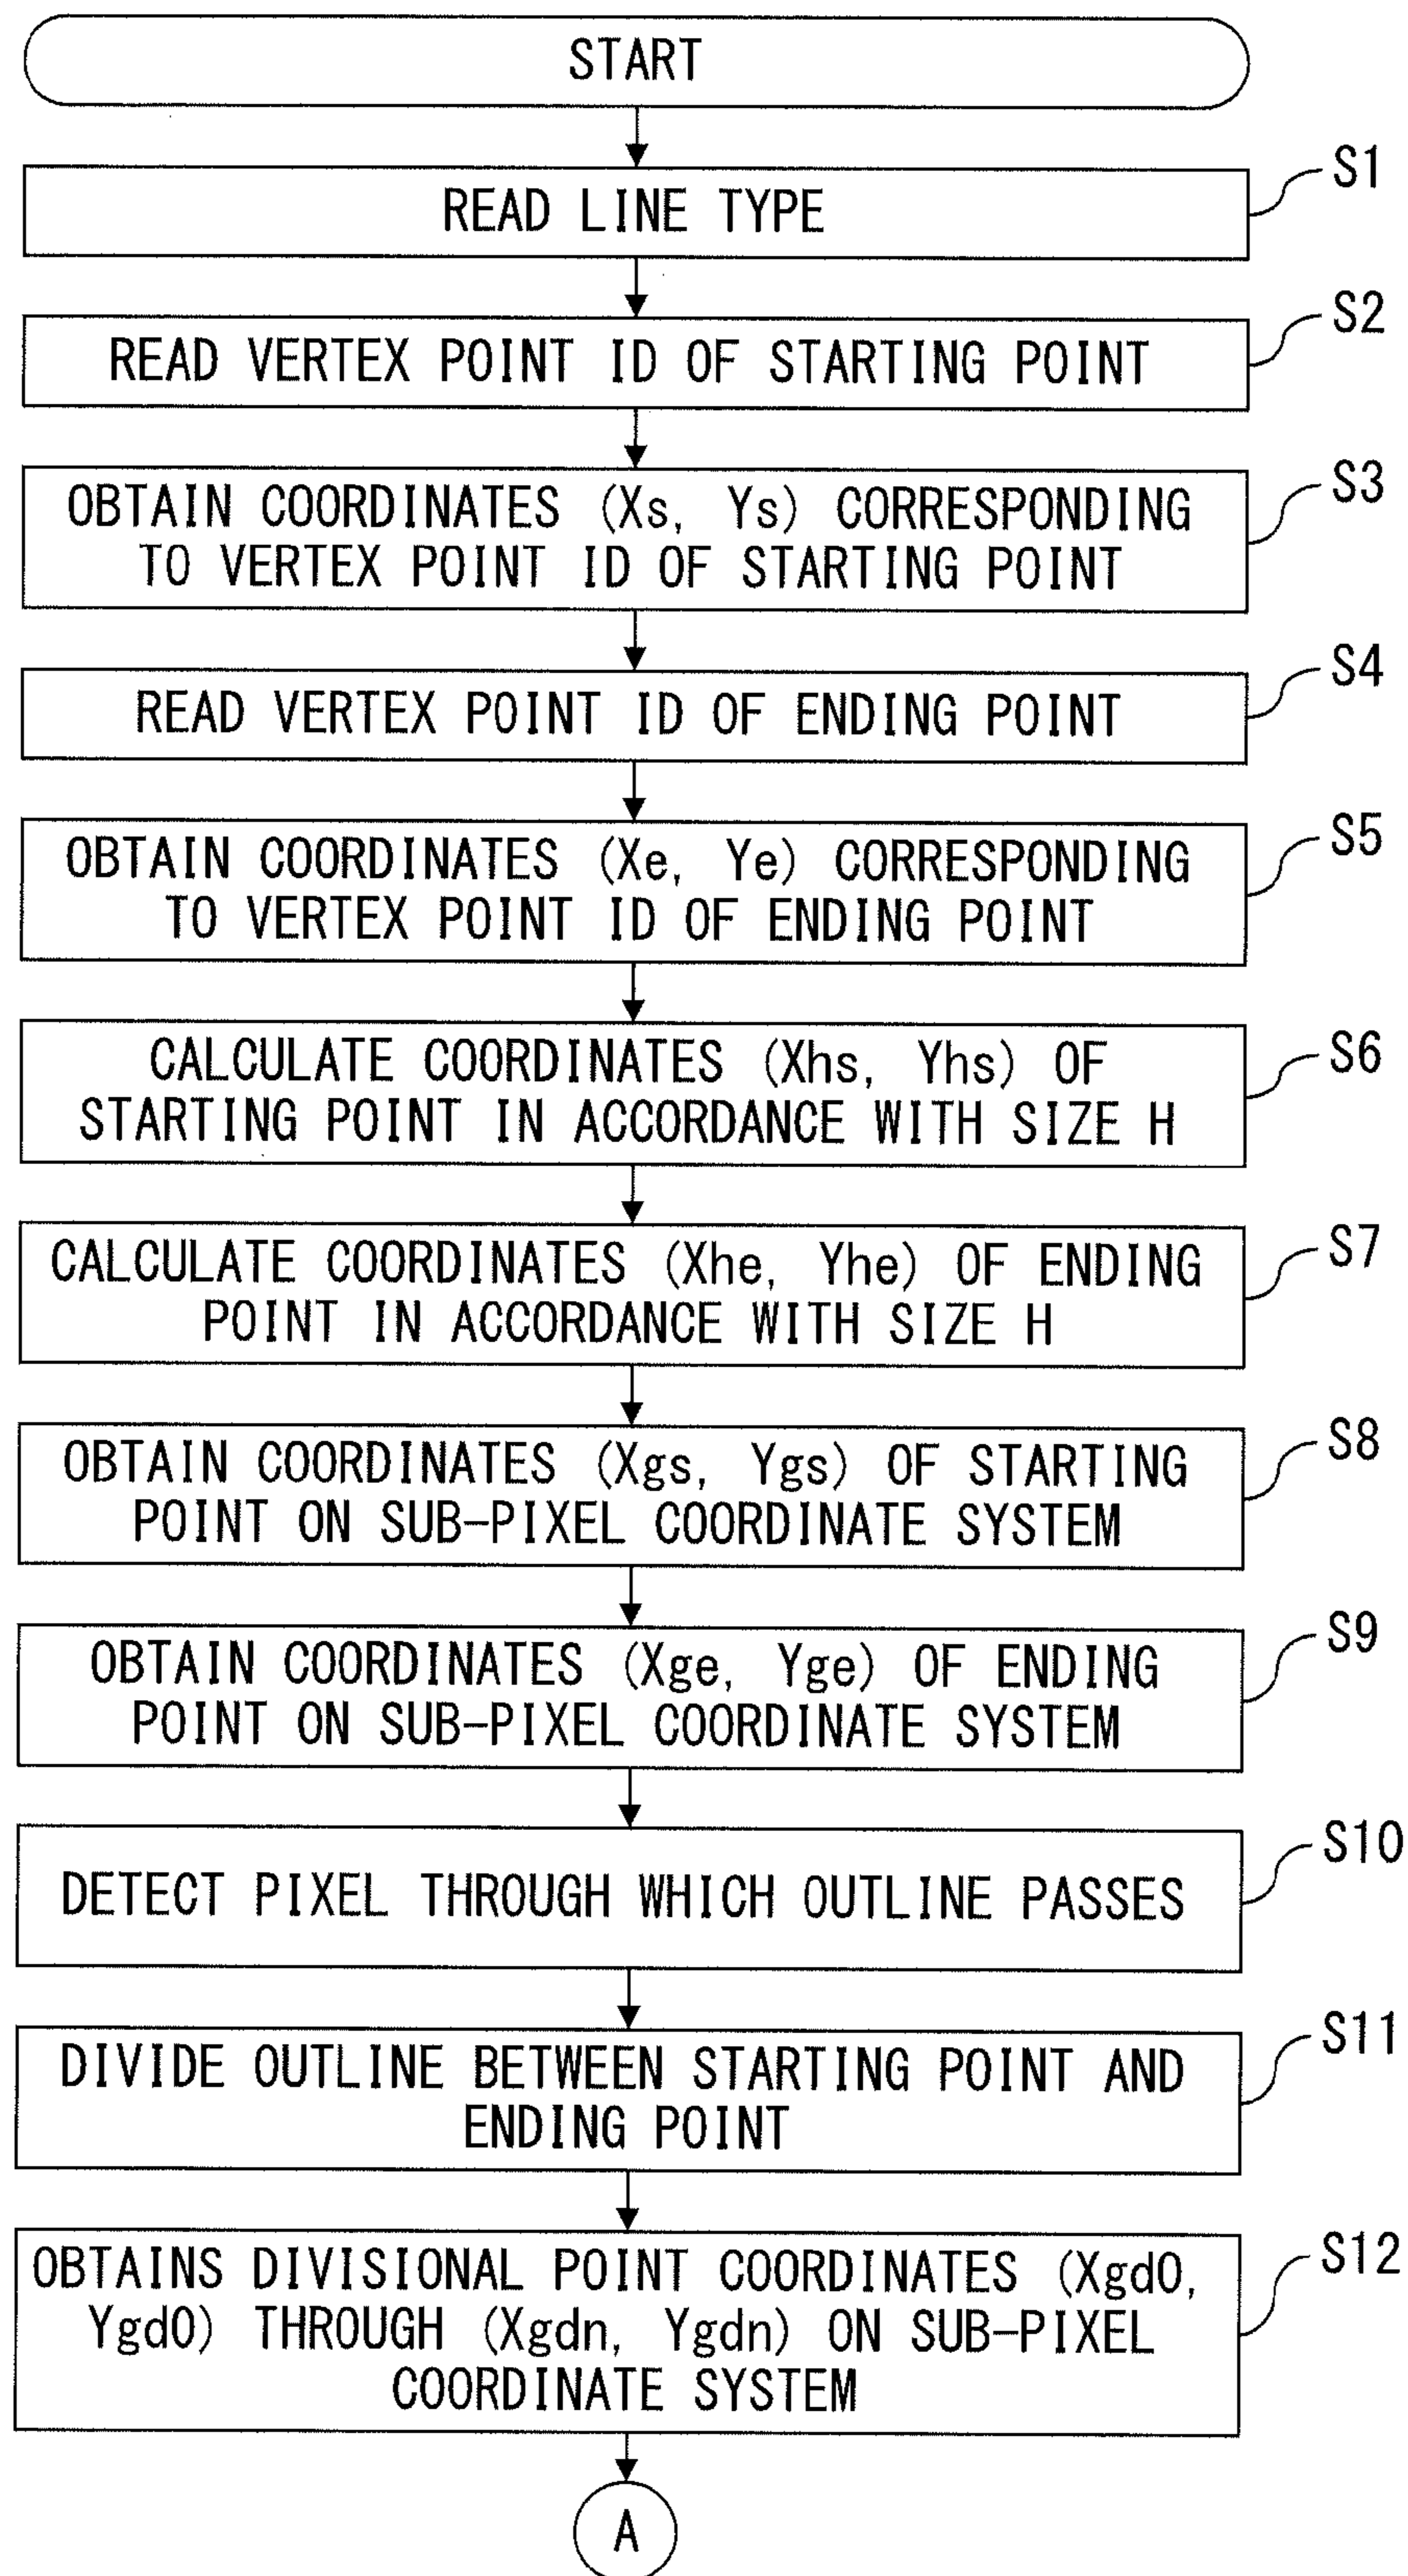 START
S1
READ LINE TYPE
S2
READ VERTEX POINT ID OF STARTING POINT
S3
OBTAIN COORDINATES (Xs, Ys) CORRESPONDING
TO VERTEX POINT ID OF STARTING POINT
S4
READ VERTEX POINT ID OF ENDING POINT
S5
OBTAIN COORDINATES (Xe, Ye) CORRESPONDING
TO VERTEX POINT ID OF ENDING POINT
S6
CALCULATE COORDINATES (Xhs, Yhs) OF
STARTING POINT IN ACCORDANCE WITH SIZE H
S7
CALCULATE COORDINATES (Xhe, Yhe) OF ENDING
POINT IN ACCORDANCE WITH SIZE H
S8
OBTAIN COORDINATES (Xgs, Ygs) OF STARTING
POINT ON SUB-PIXEL COORDINATE SYSTEM
S9
OBTAIN COORDINATES (Xge, Yge) OF ENDING
POINT ON SUB-PIXEL COORDINATE SYSTEM
S10
DETECT PIXEL THROUGH WHICH OUTLINE PASSES
S11
DIVIDE OUTLINE BETWEEN STARTING POINT AND
ENDING POINT
S12
OBTAINS DIVISIONAL POINT COORDINATES (Xgd0,
Ygd0) THROUGH (Xgdn, Ygdn) ON SUB-PIXEL
COORDINATE SYSTEM
A